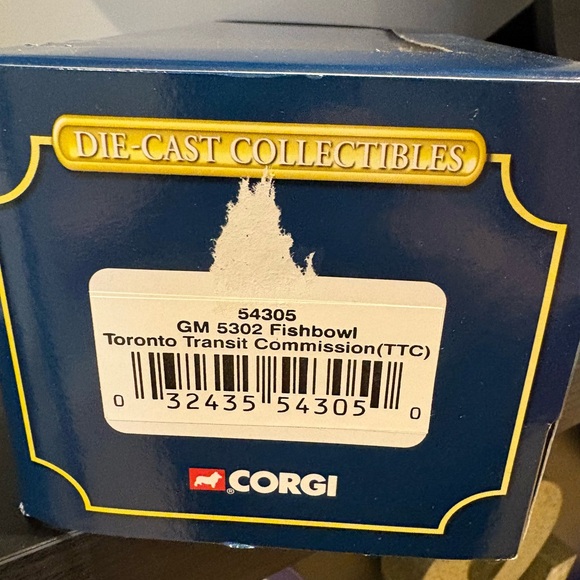 DIE-CAST COLLECTIBLES
54305
GM 5302 Fishbowl
Toronto Transit Commission(TTC)
0 32435 54305 0
®CORGI